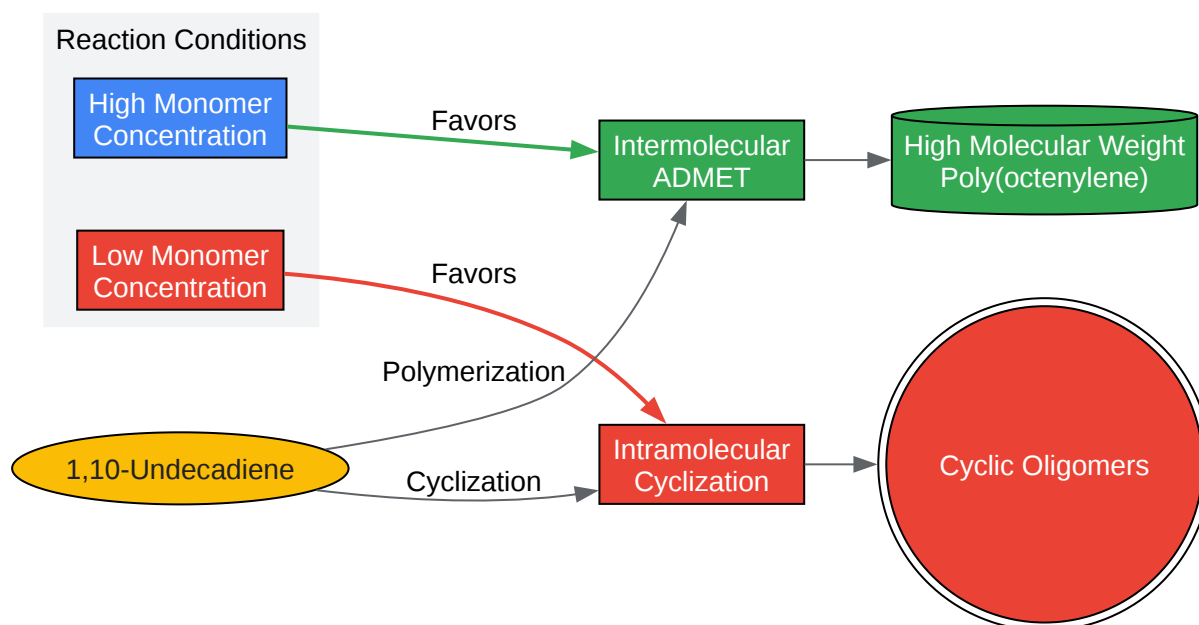 Reaction Conditions
High Monomer
Concentration
Favors
Intermolecular
ADMET
High Molecular Weight
Poly(octenylene)
Low Monomer
Concentration
Favors
Polymerization
1,10-Undecadiene
Cyclization
Intramolecular
Cyclization
Cyclic Oligomers